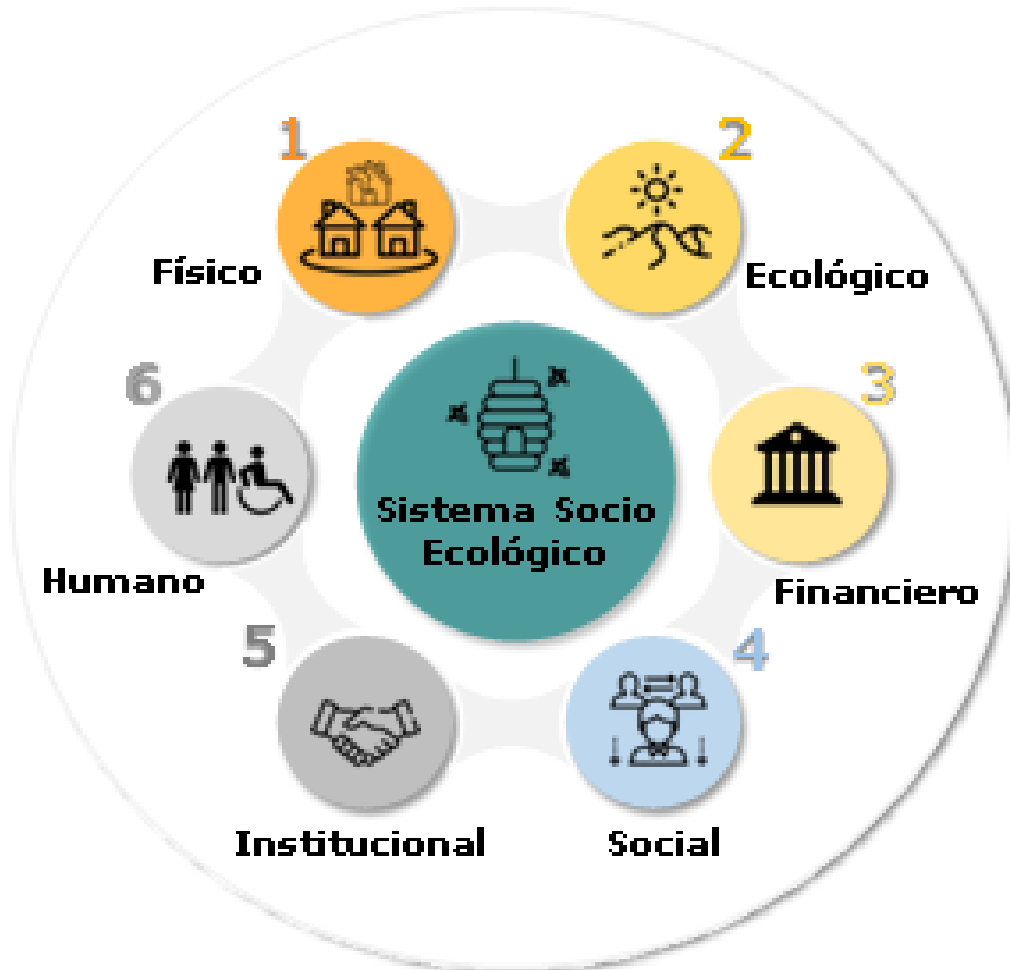 1
2
Físico
Ecológico
6
3
Sistema Socio
Ecológico
Humano
Financiero
5
4
Institucional
Social